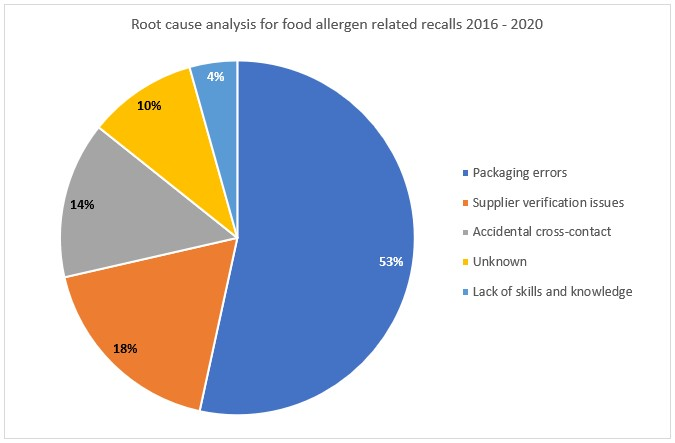 Root cause analysis for food allergen related recalls 2016 - 2020
4%
10%
14%
53%
18%
Packaging errors
Supplier verification issues
Accidental cross-contact
Unknown
Lack of skills and knowledge